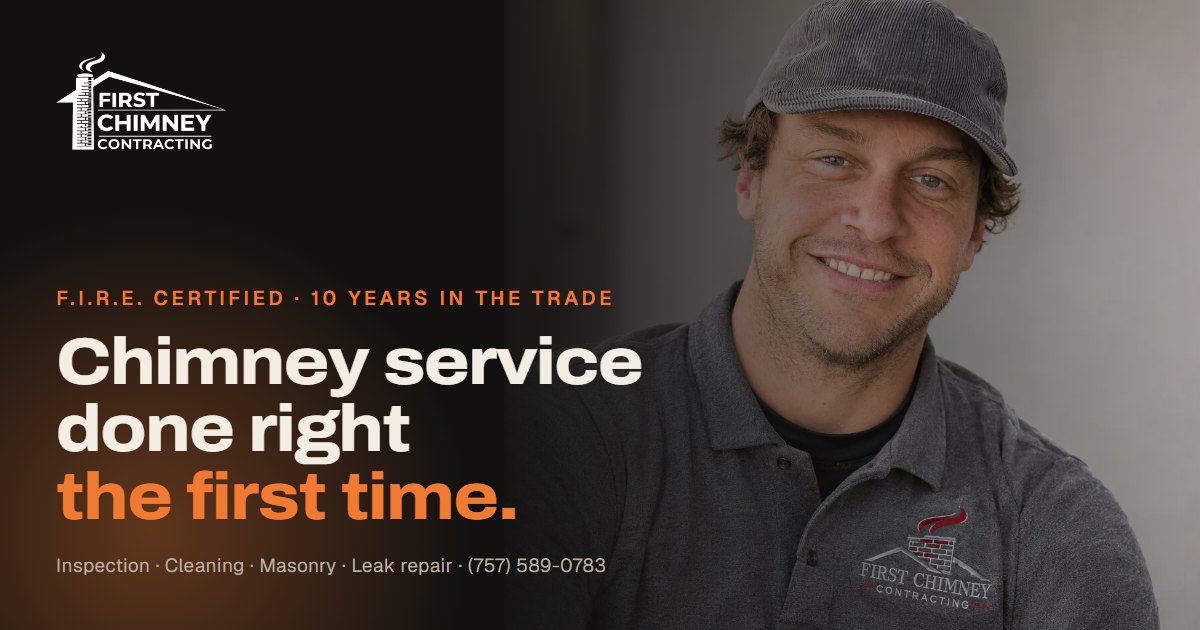 FIRST
CHIMNEY
CONTRACTING
F.I.R.E. CERTIFIED · 10 YEARS IN THE TRADE
Chimney service
done right
the first time.
Inspection · Cleaning · Masonry · Leak repair · (757) 589-0783
FIRST CHIMNEY
CONTRACTING